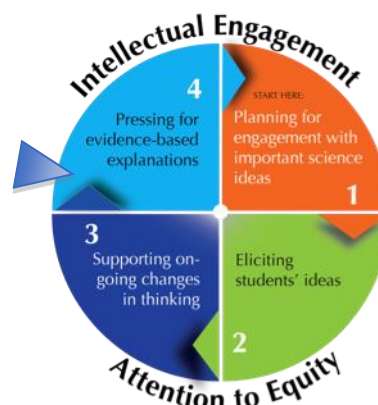 Intellectual Engagement
4
Pressing for
evidence-based
explanations
START HERE:
Planning for
engagement with
important science
ideas
1
3
Supporting on-
going changes
in thinking
Eliciting
students' ideas
2
Attention to Equity